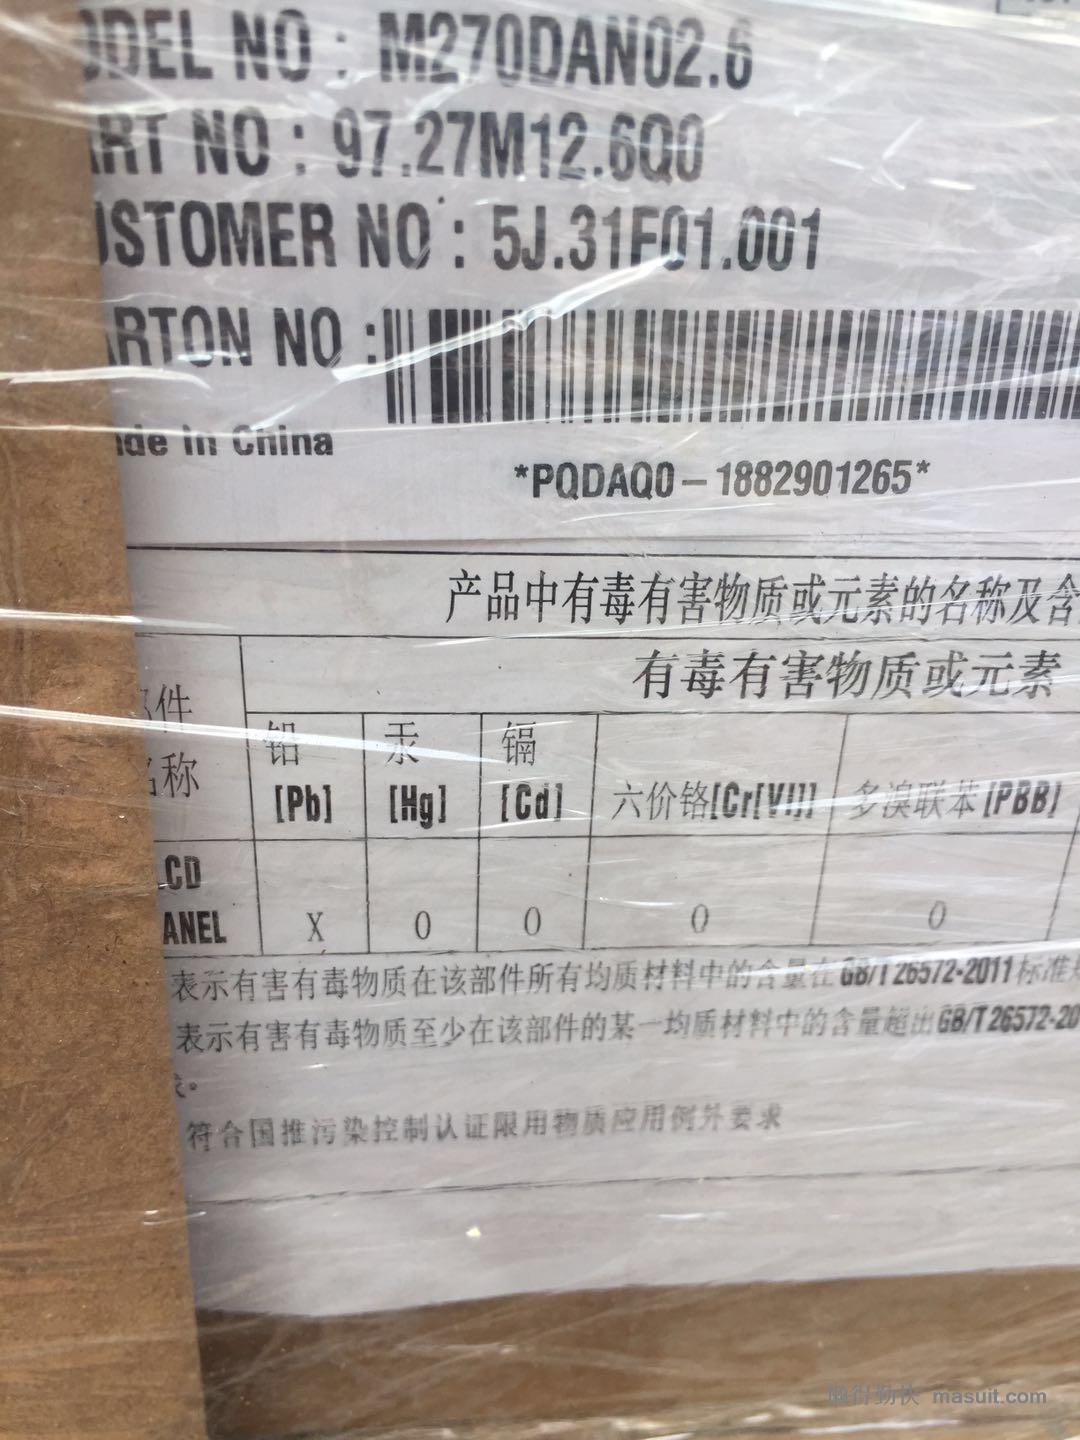 ODEL NO : M270DAN02.6
ART NO : 97.27M12.6Q0
USTOMER NO : 5J.31F01.001
ARTON NO :
de in China
*PQDAQ0-1882901265*
产品中有毒有害物质或元素的名称及含
有毒有害物质或元素
部件
名称
铅 汞 镉
[Pb] [Hg] [Cd] 六价铬[Cr[VI]] 多溴联苯[PBB]
LCD
ANEL X 0 0 0 0
表示有害有毒物质在该部件所有均质材料中的含量在GB/T 26572-2011标准
表示有害有毒物质至少在该部件的某一均质材料中的含量超出GB/T 26572-20
求。
符合国推污染控制认证限用物质应用例外要求
懒得勤快 masuit.com